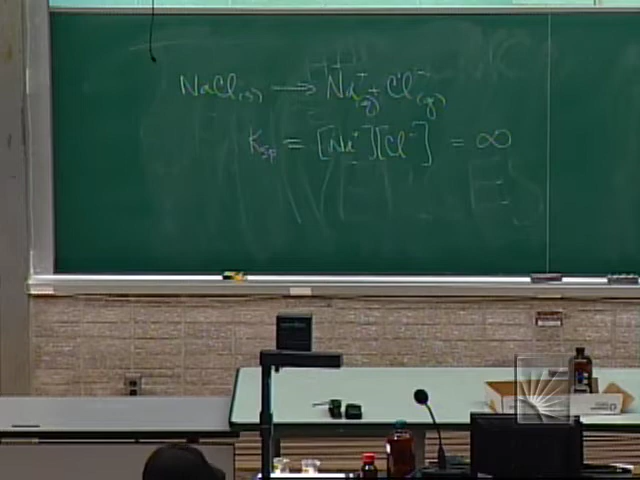 NaCl(s) ⟶ Na⁺(g) + Cl⁻(g)
Ksp = [Na⁺][Cl⁻] = ∞